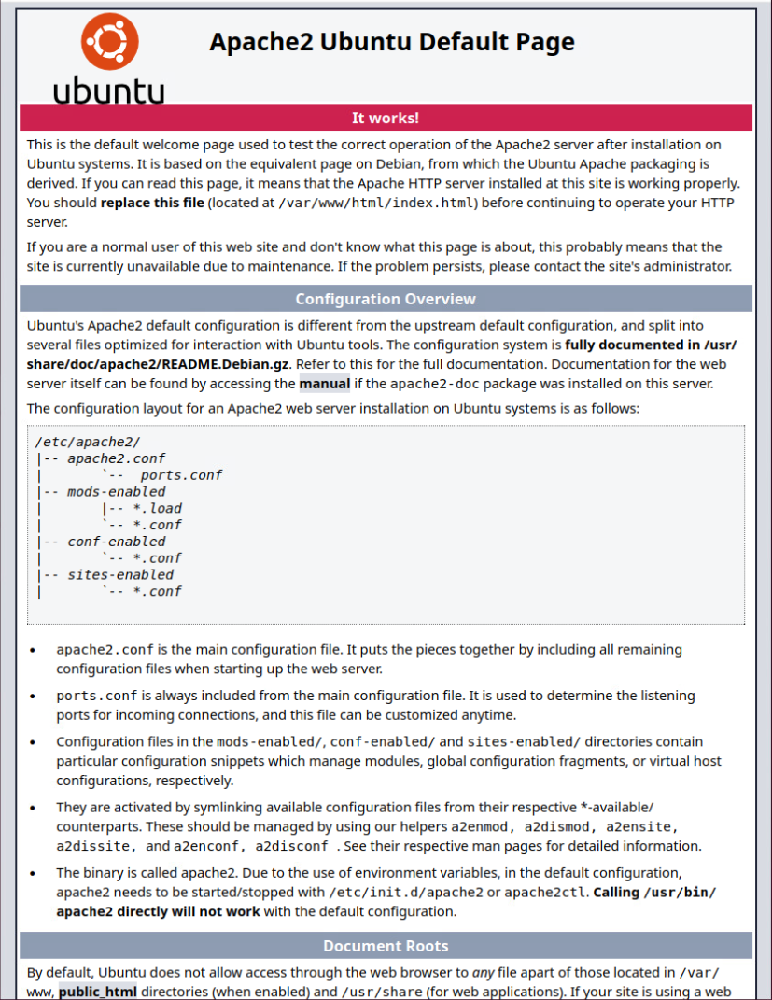 Apache2 Ubuntu Default Page
ubuntu
It works!
This is the default welcome page used to test the correct operation of the Apache2 server after installation on
Ubuntu systems. It is based on the equivalent page on Debian, from which the Ubuntu Apache packaging is
derived. If you can read this page, it means that the Apache HTTP server installed at this site is working properly.
You should replace this file (located at /var/www/html/index.html) before continuing to operate your HTTP
server.
If you are a normal user of this web site and don't know what this page is about, this probably means that the
site is currently unavailable due to maintenance. If the problem persists, please contact the site's administrator.
Configuration Overview
Ubuntu's Apache2 default configuration is different from the upstream default configuration, and split into
several files optimized for interaction with Ubuntu tools. The configuration system is fully documented in /usr/
share/doc/apache2/README.Debian.gz. Refer to this for the full documentation. Documentation for the web
server itself can be found by accessing the manual if the apache2-doc package was installed on this server.
The configuration layout for an Apache2 web server installation on Ubuntu systems is as follows:
/etc/apache2/
|-- apache2.conf
|       `--  ports.conf
|-- mods-enabled
|       |-- *.load
|       `-- *.conf
|-- conf-enabled
|       `-- *.conf
|-- sites-enabled
|       `-- *.conf
• apache2.conf is the main configuration file. It puts the pieces together by including all remaining
configuration files when starting up the web server.
• ports.conf is always included from the main configuration file. It is used to determine the listening
ports for incoming connections, and this file can be customized anytime.
• Configuration files in the mods-enabled/, conf-enabled/ and sites-enabled/ directories contain
particular configuration snippets which manage modules, global configuration fragments, or virtual host
configurations, respectively.
• They are activated by symlinking available configuration files from their respective *-available/
counterparts. These should be managed by using our helpers a2enmod, a2dismod, a2ensite,
a2dissite, and a2enconf, a2disconf . See their respective man pages for detailed information.
• The binary is called apache2. Due to the use of environment variables, in the default configuration,
apache2 needs to be started/stopped with /etc/init.d/apache2 or apache2ctl. Calling /usr/bin/
apache2 directly will not work with the default configuration.
Document Roots
By default, Ubuntu does not allow access through the web browser to any file apart of those located in /var/
www, public_html directories (when enabled) and /usr/share (for web applications). If your site is using a web